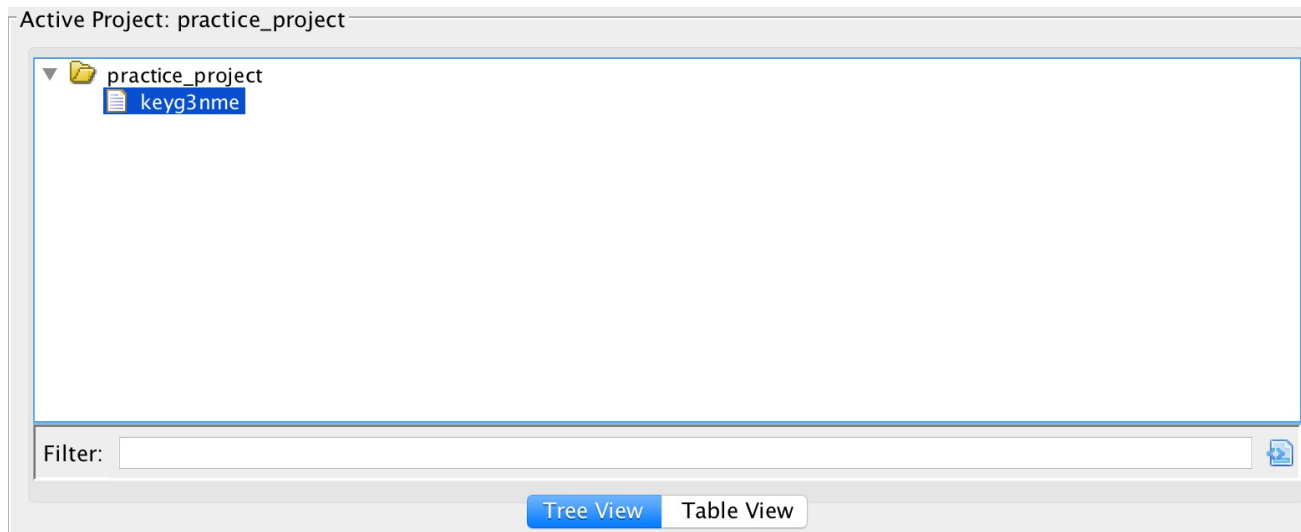 Active Project: practice_project
practice_project
keyg3nme
Filter:
Tree View Table View